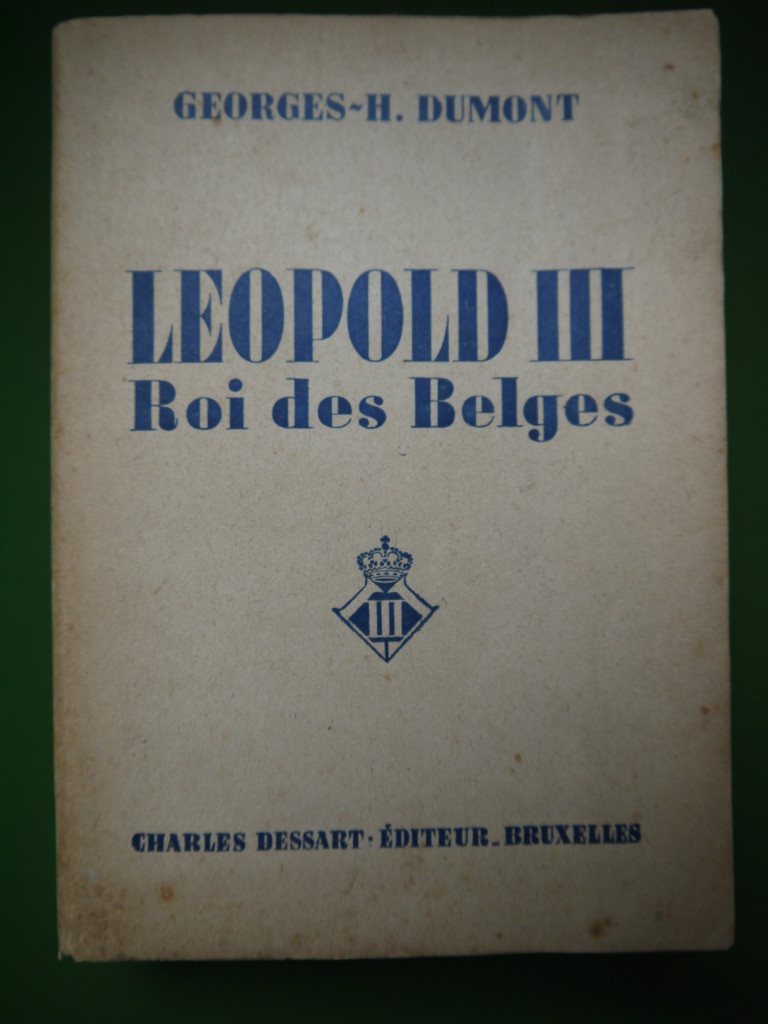 GEORGES~H. DUMONT
LEOPOLD III
Roi des Belges
III
CHARLES DESSART · ÉDITEUR - BRUXELLES